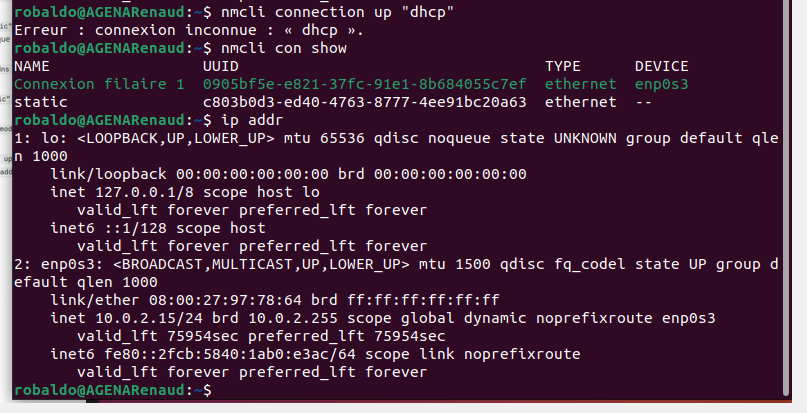 robaldo@AGENARenaud:~$ nmcli connection up "dhcp"
Erreur : connexion inconnue : « dhcp ».
robaldo@AGENARenaud:~$ nmcli con show
NAME                  UUID                                  TYPE      DEVICE
Connexion filaire 1  0905bf5e-e821-37fc-91e1-8b684055c7ef  ethernet  enp0s3
static               c803b0d3-ed40-4763-8777-4ee91bc20a63  ethernet  --
robaldo@AGENARenaud:~$ ip addr
1: lo: <LOOPBACK,UP,LOWER_UP> mtu 65536 qdisc noqueue state UNKNOWN group default qle
n 1000
    link/loopback 00:00:00:00:00:00 brd 00:00:00:00:00:00
    inet 127.0.0.1/8 scope host lo
       valid_lft forever preferred_lft forever
    inet6 ::1/128 scope host
       valid_lft forever preferred_lft forever
2: enp0s3: <BROADCAST,MULTICAST,UP,LOWER_UP> mtu 1500 qdisc fq_codel state UP group d
efault qlen 1000
    link/ether 08:00:27:97:78:64 brd ff:ff:ff:ff:ff:ff
    inet 10.0.2.15/24 brd 10.0.2.255 scope global dynamic noprefixroute enp0s3
       valid_lft 75954sec preferred_lft 75954sec
    inet6 fe80::2fcb:5840:1ab0:e3ac/64 scope link noprefixroute
       valid_lft forever preferred_lft forever
robaldo@AGENARenaud:~$